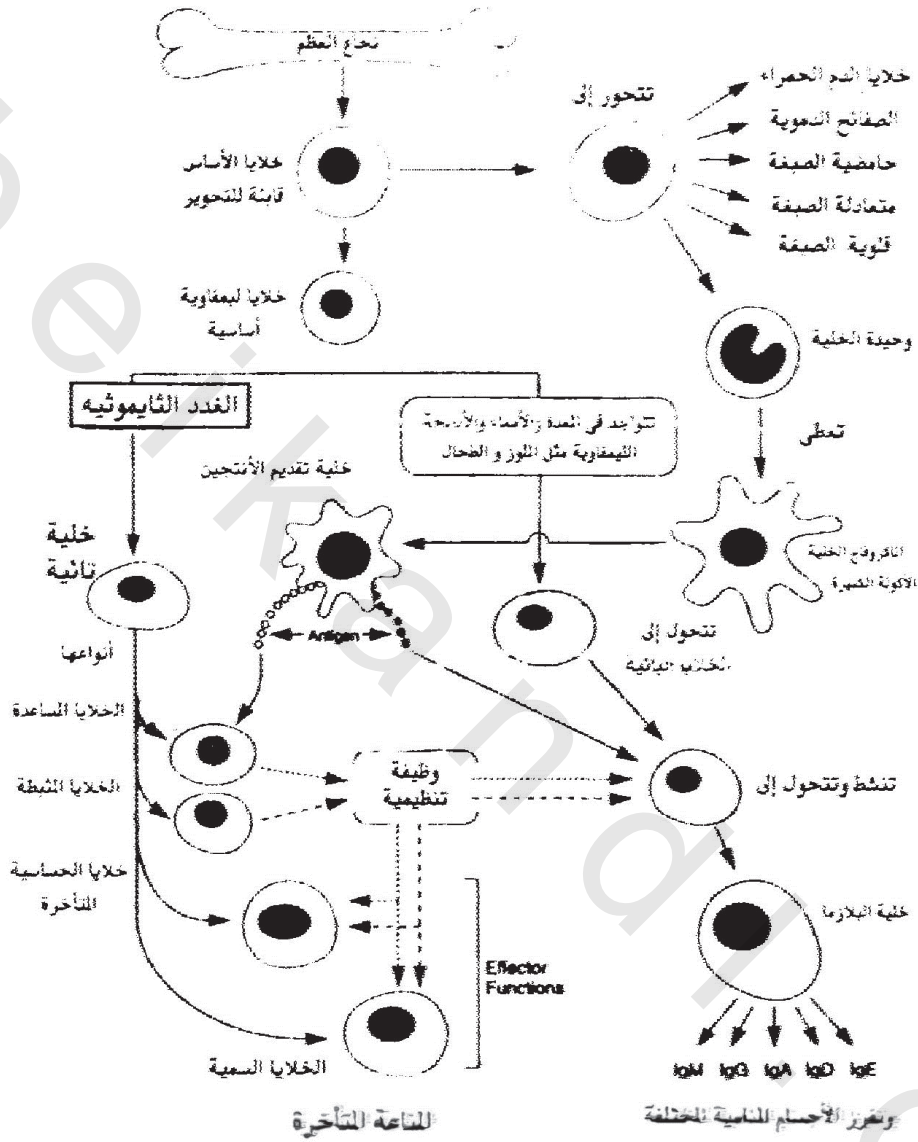 نخاع العظم
تتحور إلى
خلايا الدم الحمراء
الصفائح الدموية
حامضية الصبغة
متعادلة الصبغة
قلوية الصبغة
خلايا الأساس
قابلة للتحوير
خلايا ليمفاوية
أساسية
وحيدة الخلية
تعطى
الغدد الثايموثيه
تتواجد فى المعدة والأمعاء والأنسجة
الليمفاوية مثل اللوز و الطحال
خلية تقديم الأنتجين
خلية
تائية
الماكروفاج الخلية
الاكولة الكبيرة
Antigen
تتحول إلى
الخلايا البائية
أنواعها
الخلايا المساعدة
الخلايا المثبطة
وظيفة
تنظيمية
تنشط وتتحول إلى
خلايا الحساسية
المتأخرة
خلية البلازما
Effector
Functions
الخلايا السمية
IgM IgG IgA IgD IgE
المناعة المتأخرة
وتفرز الأجسام المناعية المختلفة